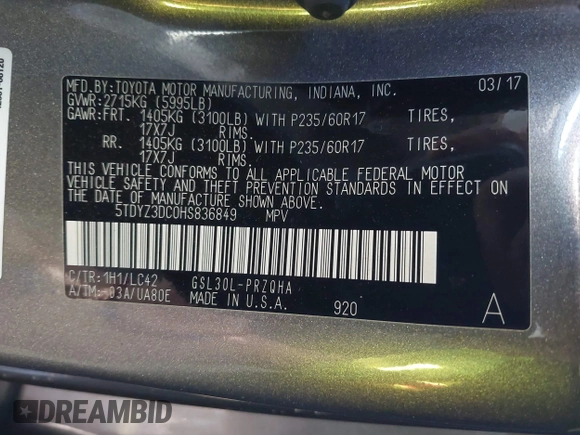 MFD.BY:TOYOTA MOTOR MANUFACTURING, INDIANA, INC. 03/17
GVWR:2715KG (5995LB)
GAWR:FRT. 1405KG (3100LB) WITH P235/60R17 TIRES,
17X7J RIMS.
RR. 1405KG (3100LB) WITH P235/60R17 TIRES,
17X7J RIMS.
THIS VEHICLE CONFORMS TO ALL APPLICABLE FEDERAL MOTOR
VEHICLE SAFETY AND THEFT PREVENTION STANDARDS IN EFFECT ON
THE DATE OF MANUFACTURE SHOWN ABOVE.
5TDYZ3DC0HS836849 MPV
C/TR:1H1/LC42 GSL30L-PRZQHA
A/TM:-03A/UA80E MADE IN U.S.A. 920 A
DREAMBID